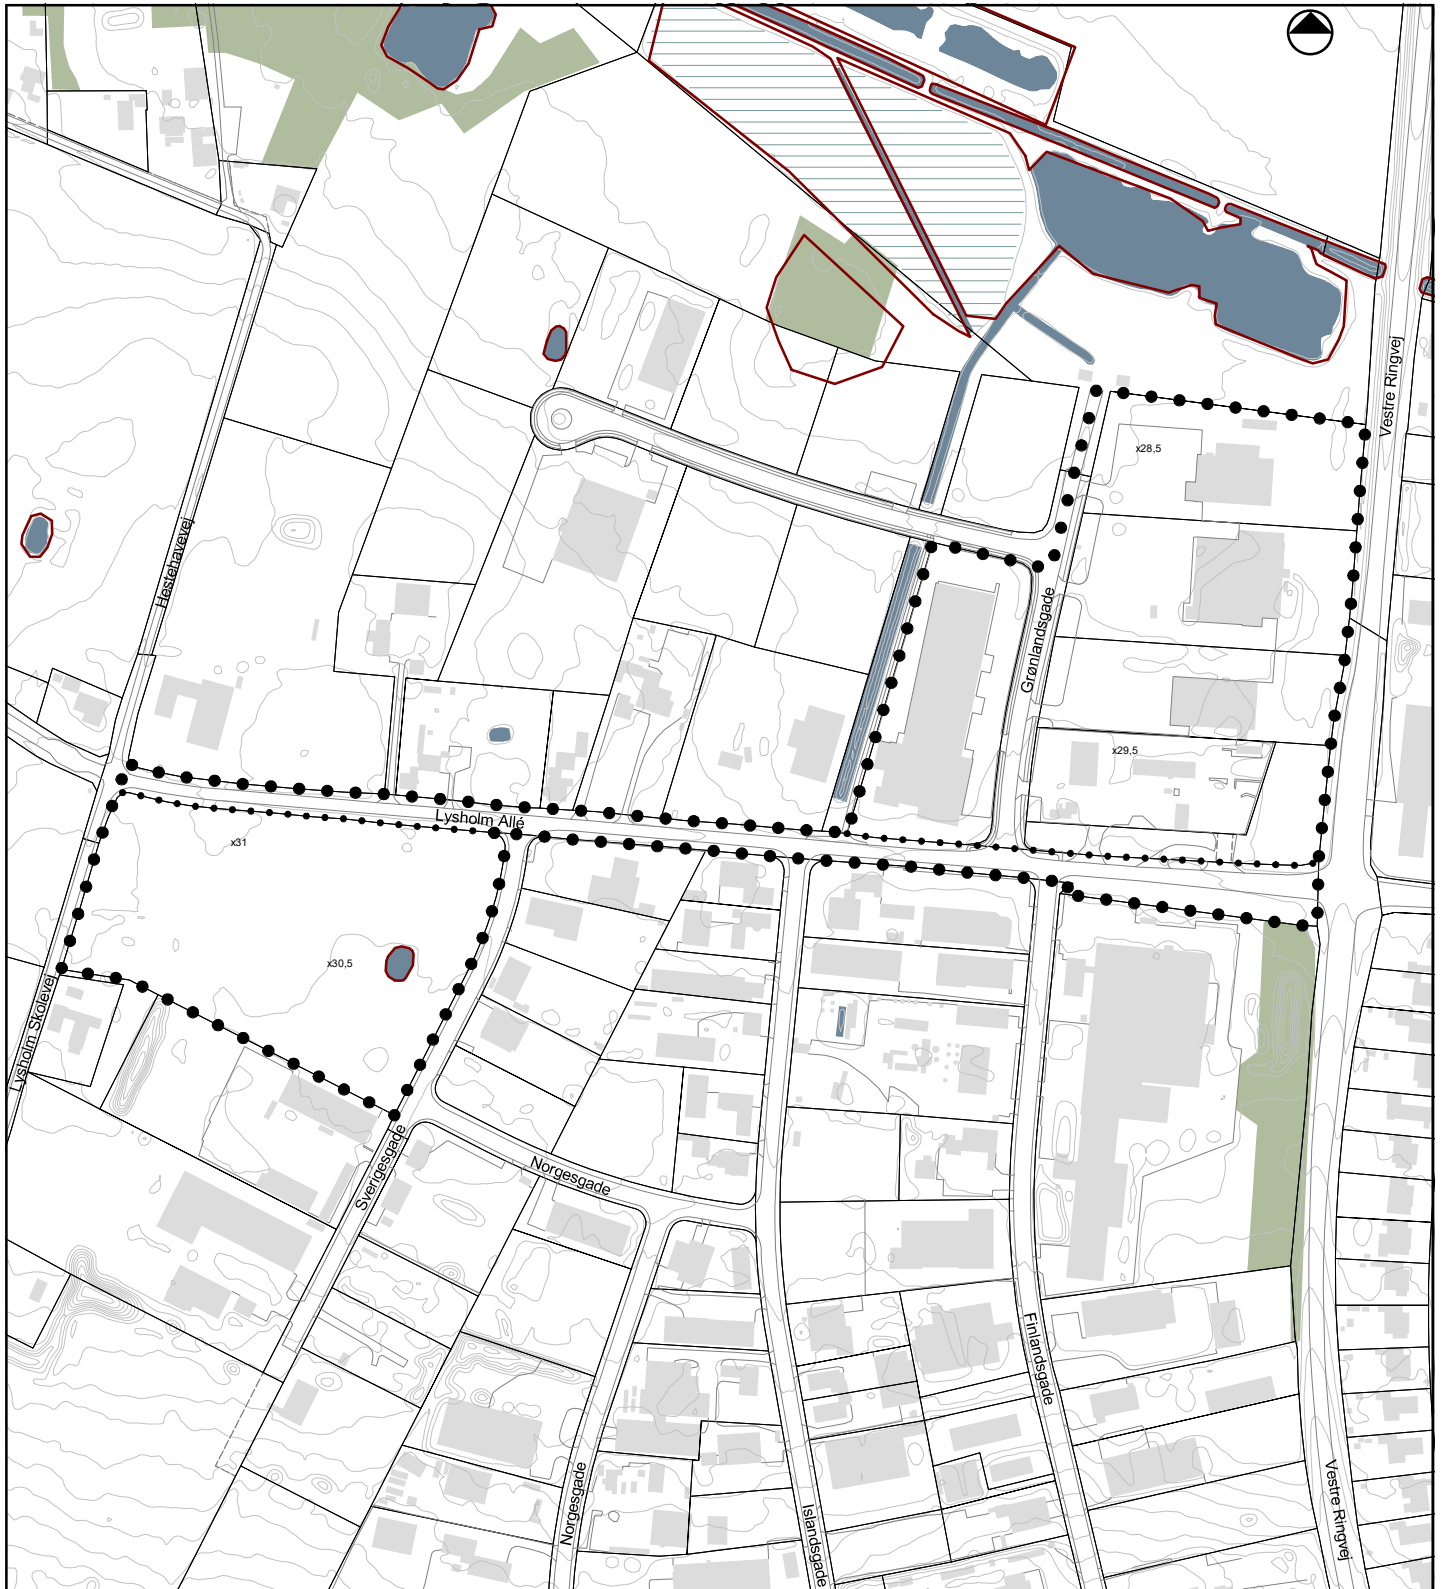 Vestre Ringvej
x28,5
Hestehavevej
Grønlandsgade
x29,5
Lysholm Allé
x31
x30,5
Lysholm Skolevej
Sverigesgade
Norgesgade
Finlandsgade
Norgesgade
Islandsgade
Vestre Ringvej